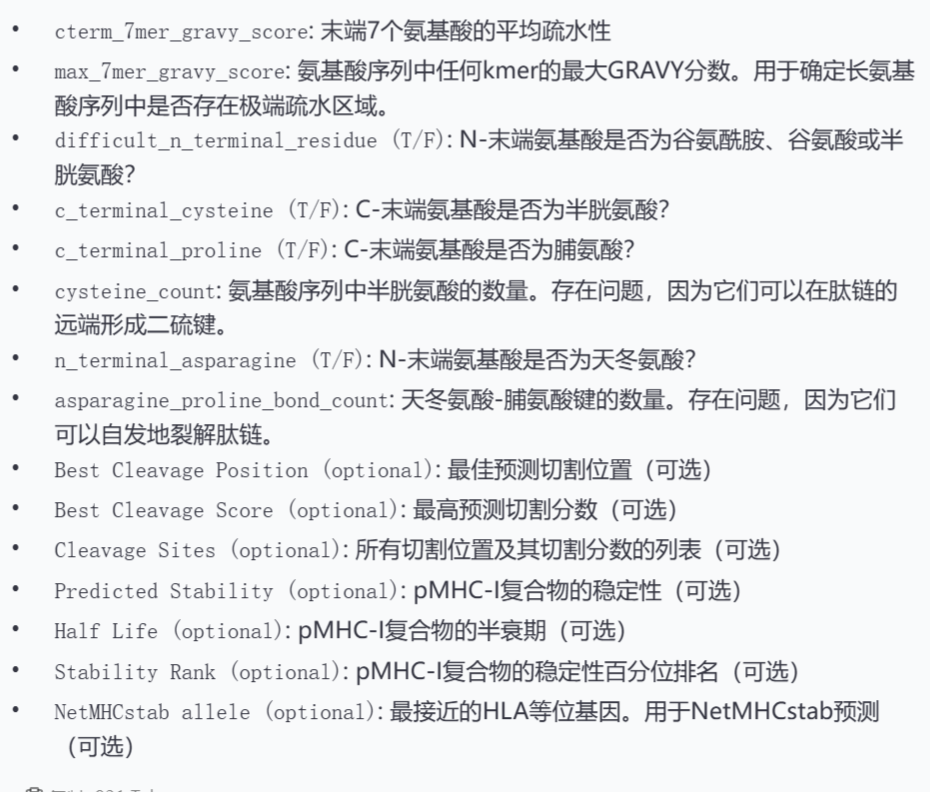 • cterm_7mer_gravy_score: 末端7个氨基酸的平均疏水性
• max_7mer_gravy_score: 氨基酸序列中任何kmer的最大GRAVY分数。用于确定长氨基
酸序列中是否存在极端疏水区域。
• difficult_n_terminal_residue (T/F): N-末端氨基酸是否为谷氨酰胺、谷氨酸或半
胱氨酸？
• c_terminal_cysteine (T/F): C-末端氨基酸是否为半胱氨酸？
• c_terminal_proline (T/F): C-末端氨基酸是否为脯氨酸？
• cysteine_count: 氨基酸序列中半胱氨酸的数量。存在问题，因为它们可以在肽链的
远端形成二硫键。
• n_terminal_asparagine (T/F): N-末端氨基酸是否为天冬氨酸？
• asparagine_proline_bond_count: 天冬氨酸-脯氨酸键的数量。存在问题，因为它们
可以自发地裂解肽链。
• Best Cleavage Position (optional): 最佳预测切割位置（可选）
• Best Cleavage Score (optional): 最高预测切割分数（可选）
• Cleavage Sites (optional): 所有切割位置及其切割分数的列表（可选）
• Predicted Stability (optional): pMHC-I复合物的稳定性（可选）
• Half Life (optional): pMHC-I复合物的半衰期（可选）
• Stability Rank (optional): pMHC-I复合物的稳定性百分位排名（可选）
• NetMHCstab allele (optional): 最接近的HLA等位基因。用于NetMHCstab预测
（可选）